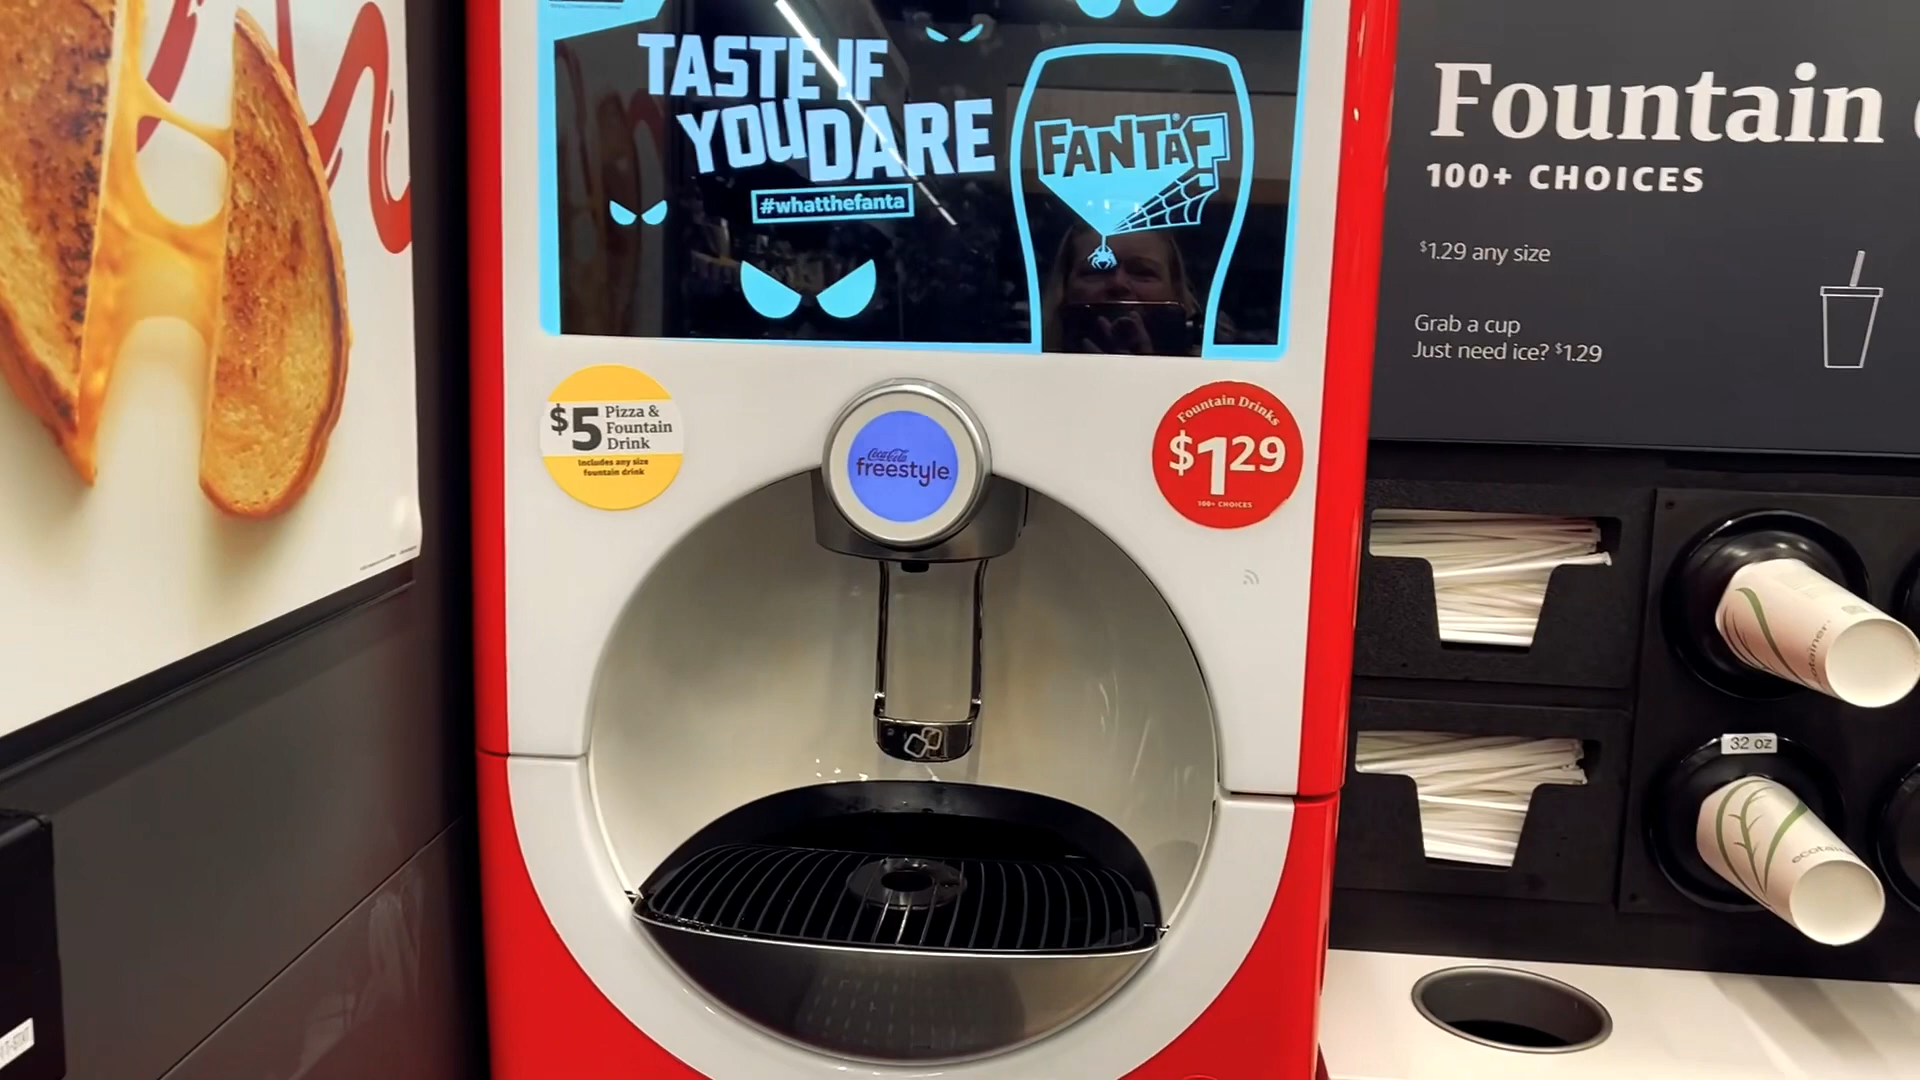 TASTE IF
YOU DARE
#whatthefanta
FANTA?
Fountain
100+ CHOICES
$1.29 any size
Grab a cup
Just need ice? $1.29
$5 Pizza &
Fountain
Drink
Includes any size
fountain drink
Coca-Cola
freestyle
Fountain Drinks
$1.29
100+ CHOICES
32 oz